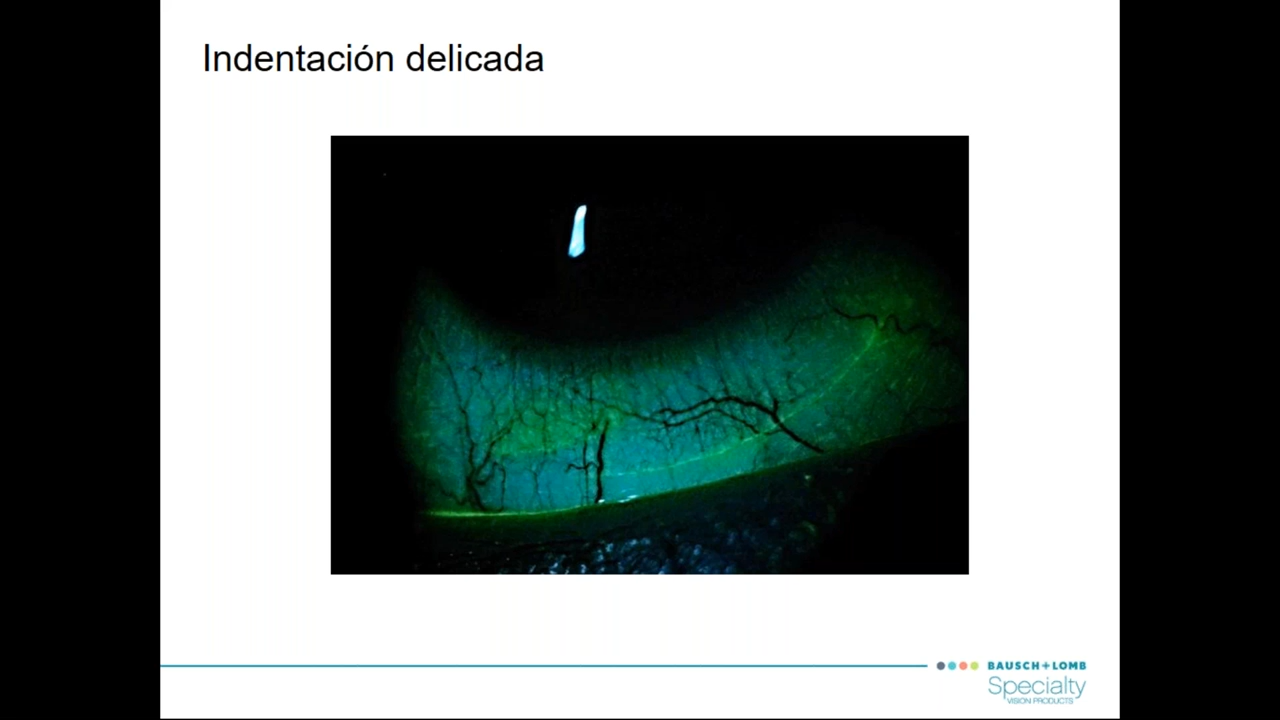 Indentación delicada
BAUSCH + LOMB
Specialty
VISION PRODUCTS